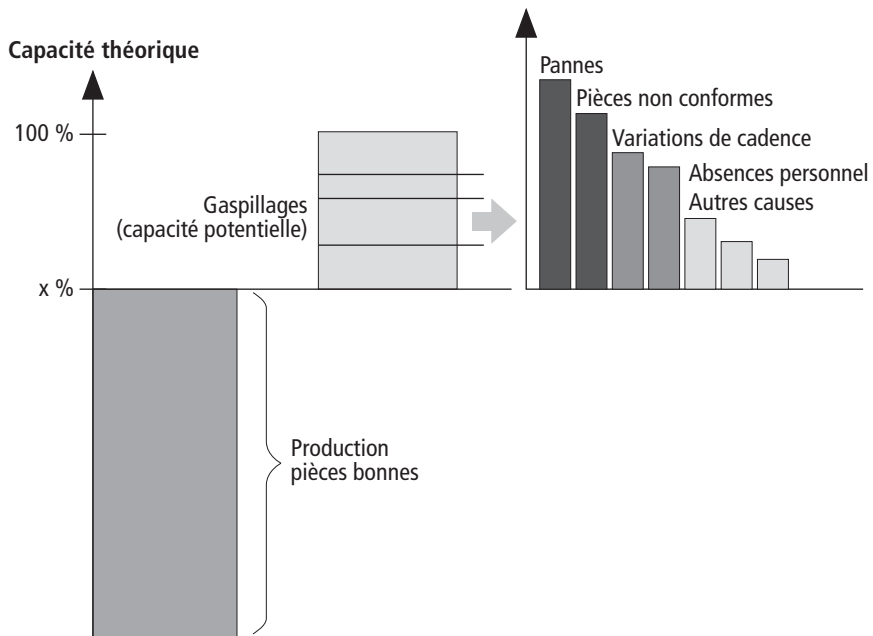 Capacité théorique
100 %
Gaspillages
(capacité potentielle)
x %
Production
pièces bonnes
Pannes
Pièces non conformes
Variations de cadence
Absences personnel
Autres causes